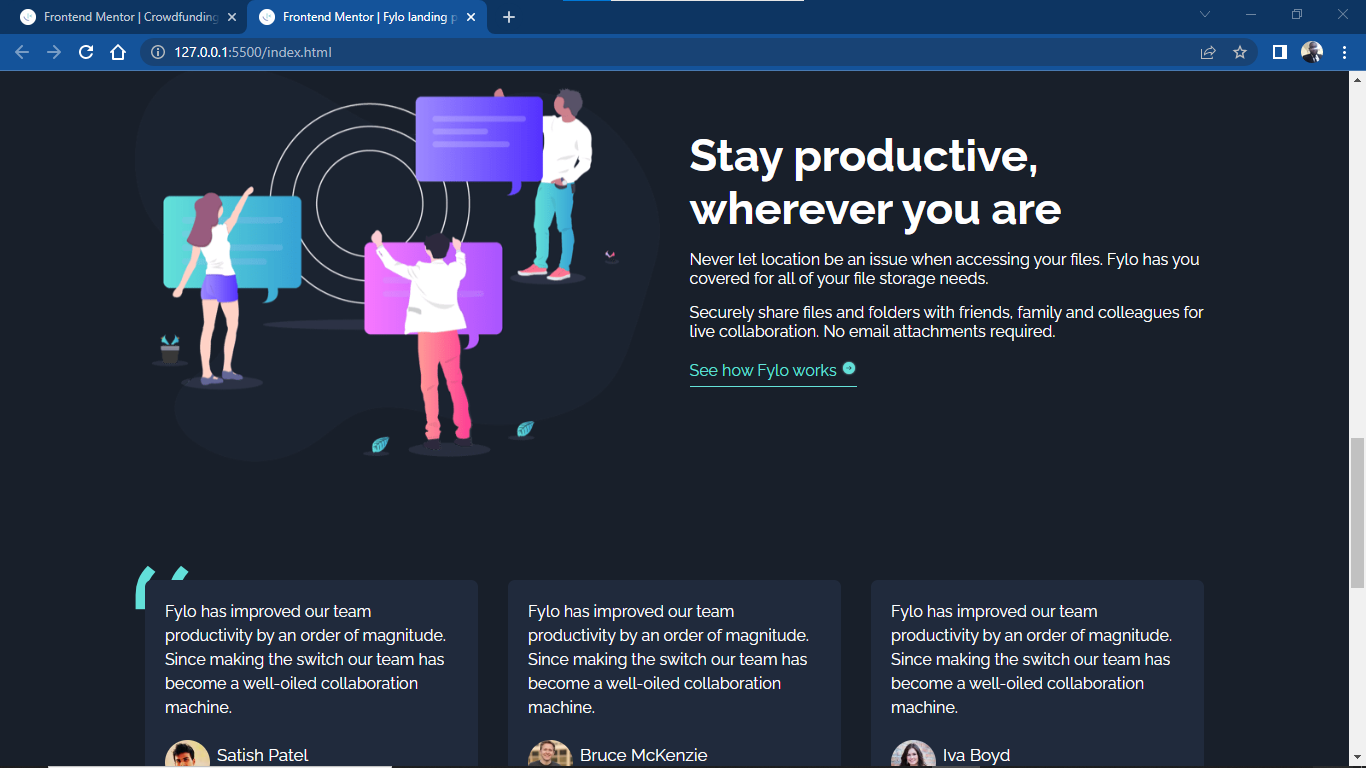 Frontend Mentor | Crowdfunding
Frontend Mentor | Fylo landing p
127.0.0.1:5500/index.html
Stay productive,
wherever you are
Never let location be an issue when accessing your files. Fylo has you
covered for all of your file storage needs.
Securely share files and folders with friends, family and colleagues for
live collaboration. No email attachments required.
See how Fylo works
“
Fylo has improved our team
productivity by an order of magnitude.
Since making the switch our team has
become a well-oiled collaboration
machine.
Satish Patel
Fylo has improved our team
productivity by an order of magnitude.
Since making the switch our team has
become a well-oiled collaboration
machine.
Bruce McKenzie
Fylo has improved our team
productivity by an order of magnitude.
Since making the switch our team has
become a well-oiled collaboration
machine.
Iva Boyd